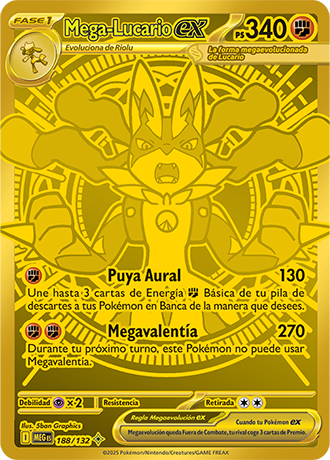 FASE 1
Mega-Lucario ex
PS 340
Evoluciona de Riolu
La forma megaevolucionada
de Lucario
Puya Aural 130
Une hasta 3 cartas de Energía Básica de tu pila de
descartes a tus Pokémon en Banca de la manera que desees.
Megavalentía 270
Durante tu próximo turno, este Pokémon no puede usar
Megavalentía.
Debilidad ×2 Resistencia Retirada
Regla Megaevolución ex
Cuando tu Pokémon ex
Megaevolución queda Fuera de Combate, tu rival coge 3 cartas de Premio.
Ilus. 5ban Graphics
I MEG ES 188/132
©2025 Pokémon/Nintendo/Creatures/GAME FREAK